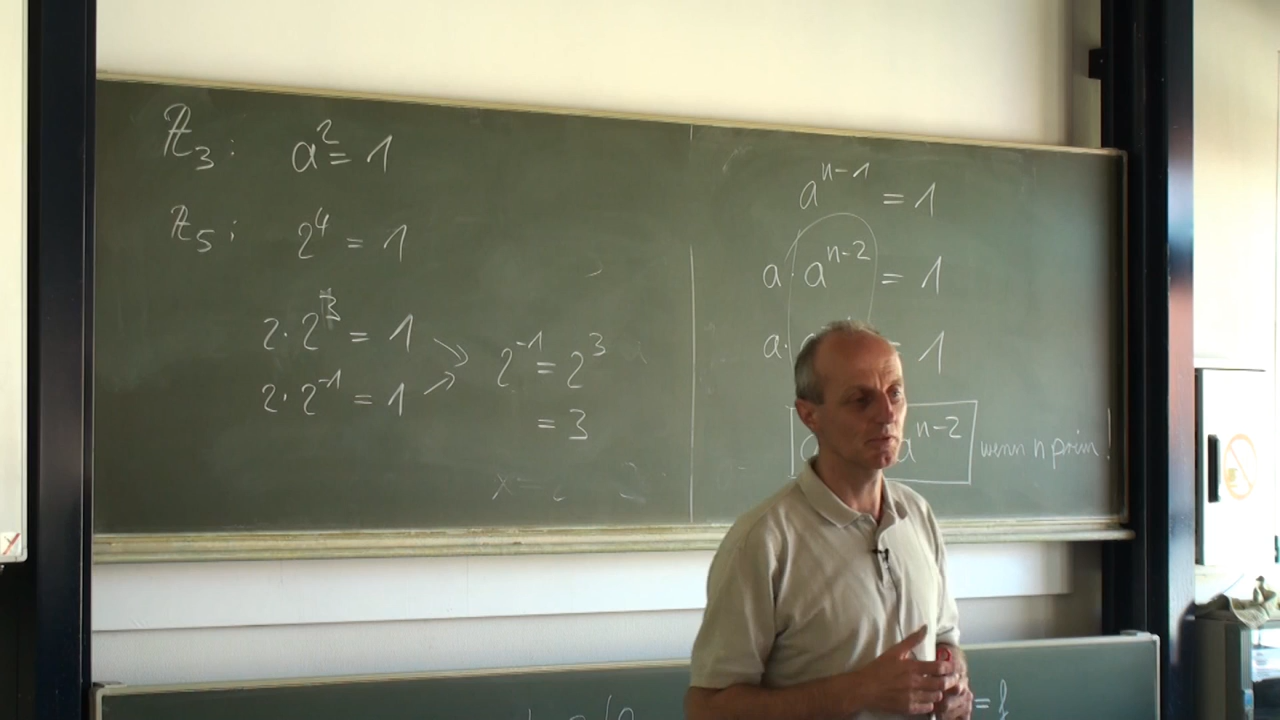 ℤ₃: a² = 1
ℤ₅: 2⁴ = 1
2 · 2³ = 1
2 · 2⁻¹ = 1
2⁻¹ = 2³
= 3
aⁿ⁻¹ = 1
a · aⁿ⁻² = 1
a · = 1
aⁿ⁻² wenn n prim!